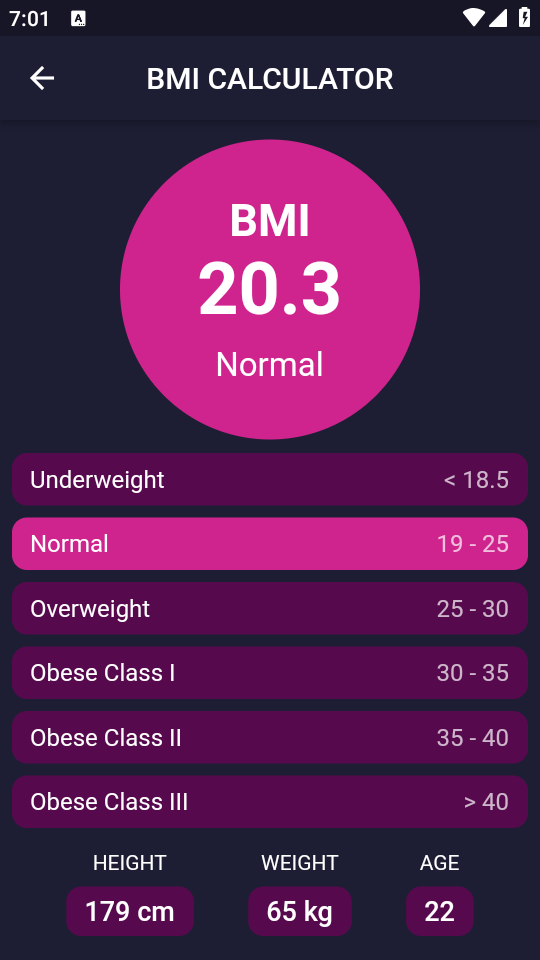 7:01
A
BMI CALCULATOR
BMI
20.3
Normal
Underweight < 18.5
Normal 19 - 25
Overweight 25 - 30
Obese Class I 30 - 35
Obese Class II 35 - 40
Obese Class III > 40
HEIGHT WEIGHT AGE
179 cm 65 kg 22